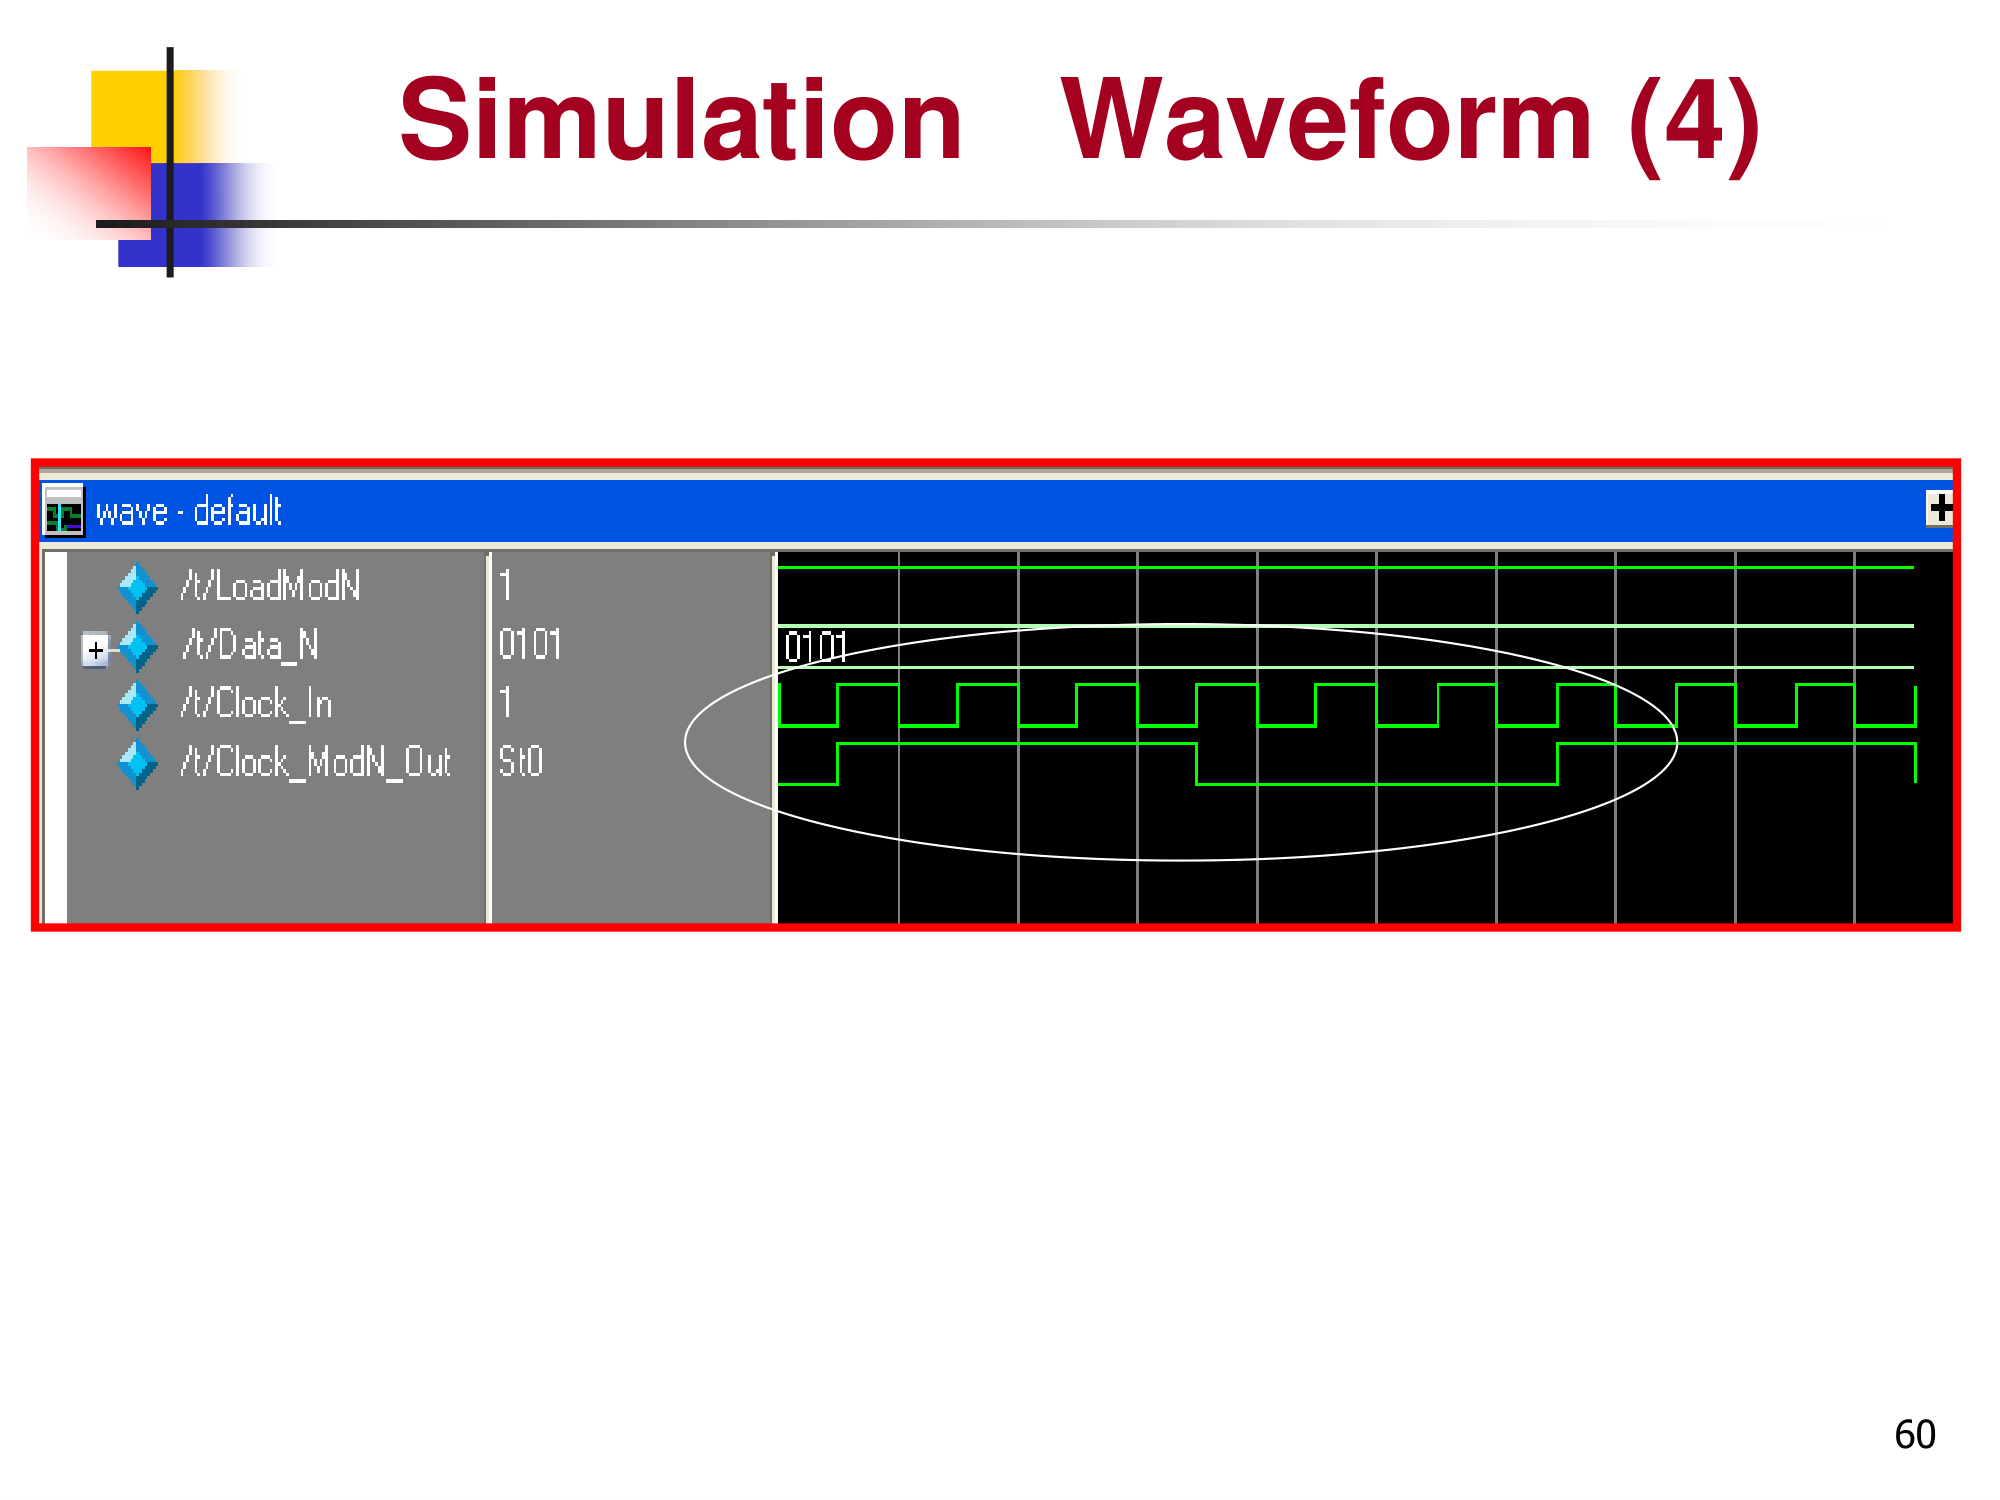 Simulation Waveform (4)
wave - default
/t/LoadModN 1
/t/Data_N 0101 0101
/t/Clock_In 1
/t/Clock_ModN_Out St0
60